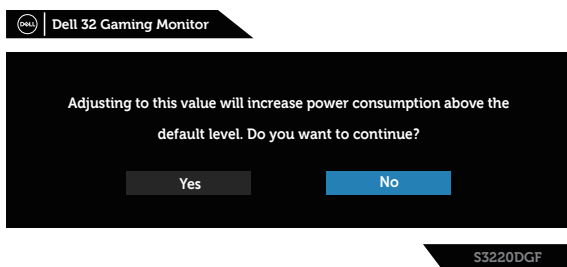 DELL
Dell 32 Gaming Monitor
Adjusting to this value will increase power consumption above the
default level. Do you want to continue?
Yes
No
S3220DGF